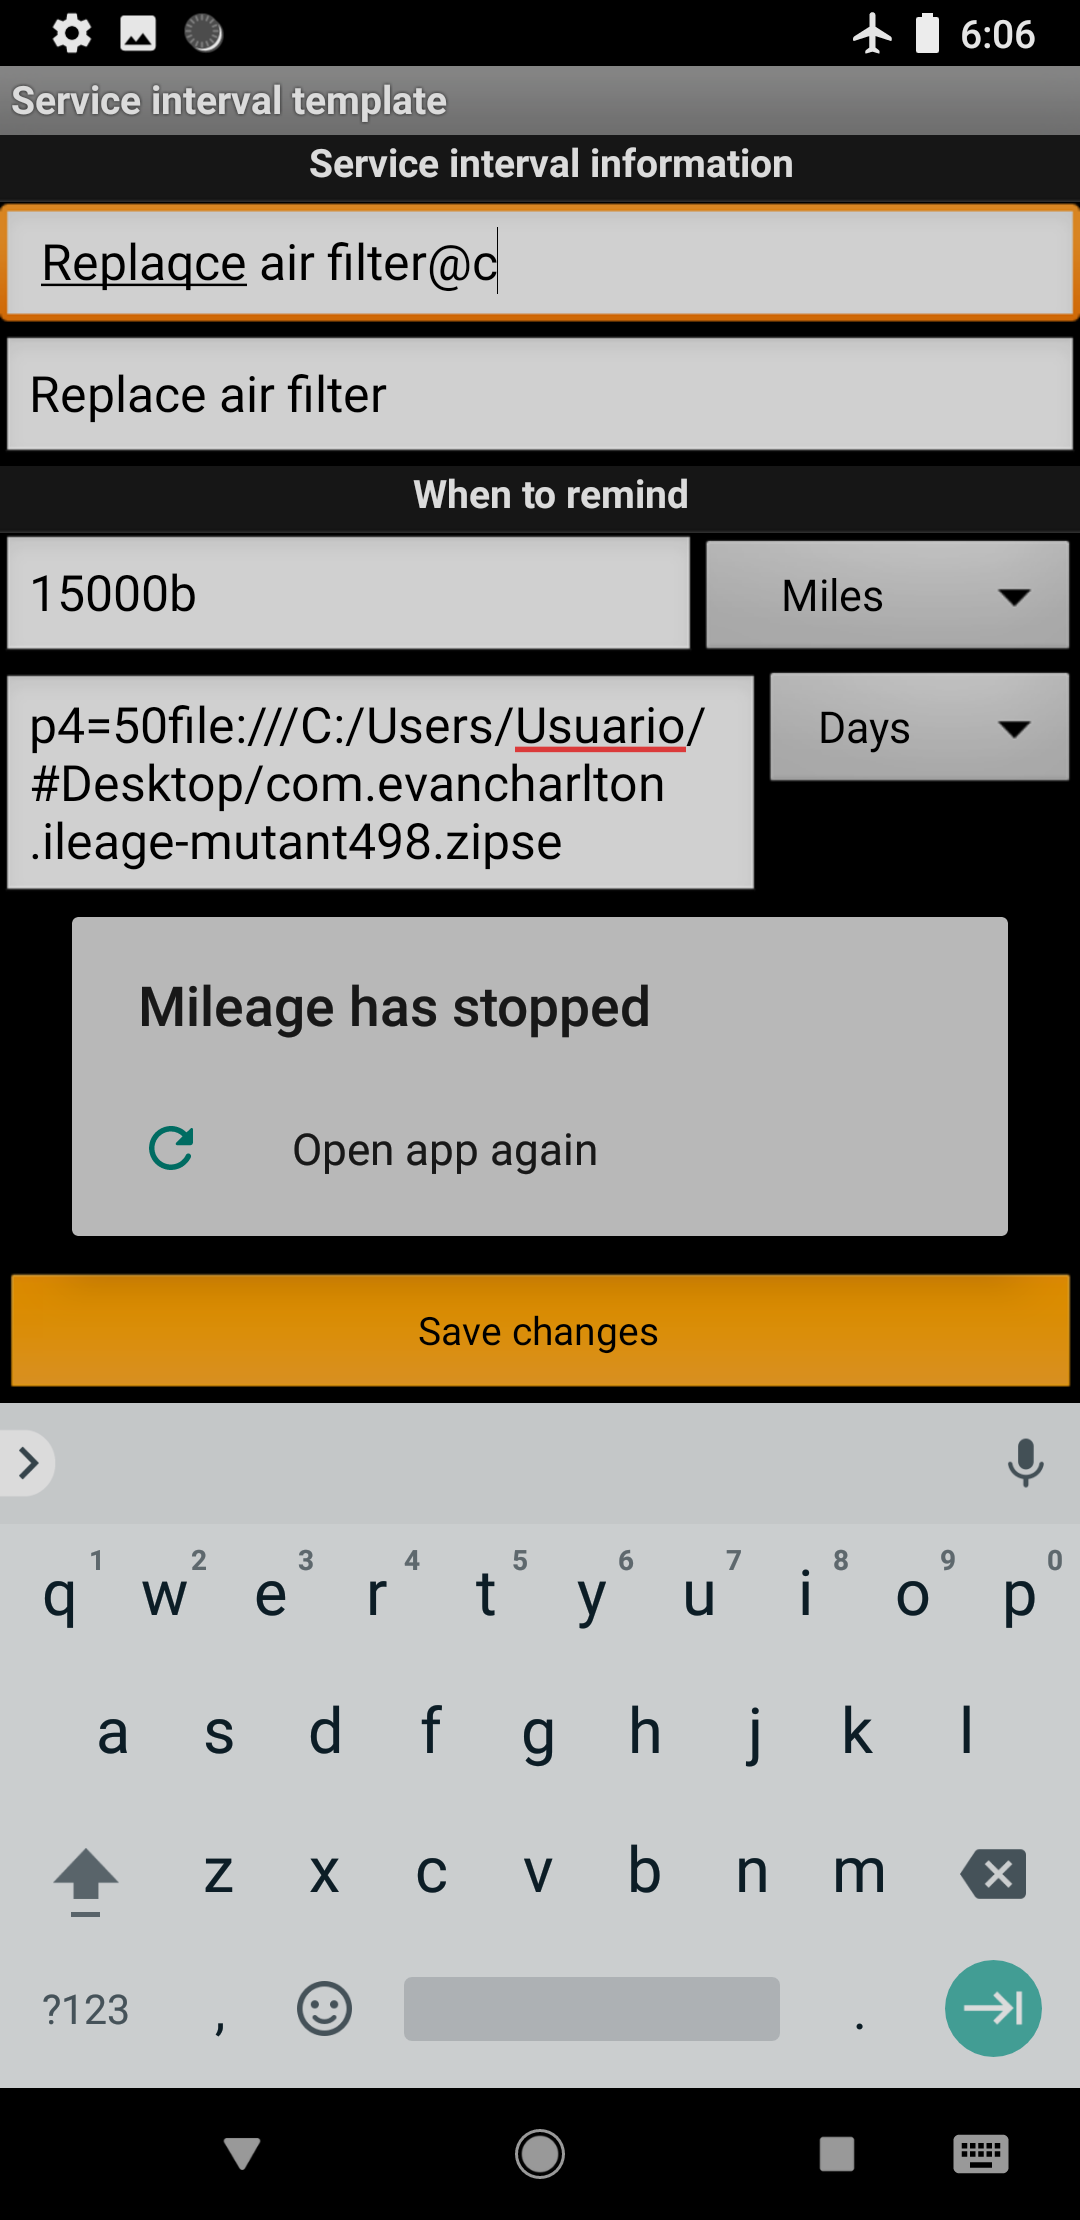 6:06
Service interval template
Service interval information
Replaqce air filter@c
Replace air filter
When to remind
15000b
Miles
p4=50file:///C:/Users/Usuario/
#Desktop/com.evancharlton
.ileage-mutant498.zipse
Days
Mileage has stopped
Open app again
Save changes
1 2 3 4 5 6 7 8 9 0
q w e r t y u i o p
a s d f g h j k l
z x c v b n m
?123 , .